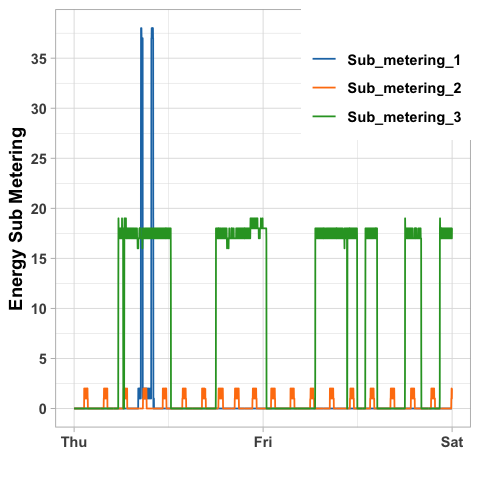 Sub_metering_1
Sub_metering_2
Sub_metering_3
Energy Sub Metering
35
30
25
20
15
10
5
0
Thu Fri Sat